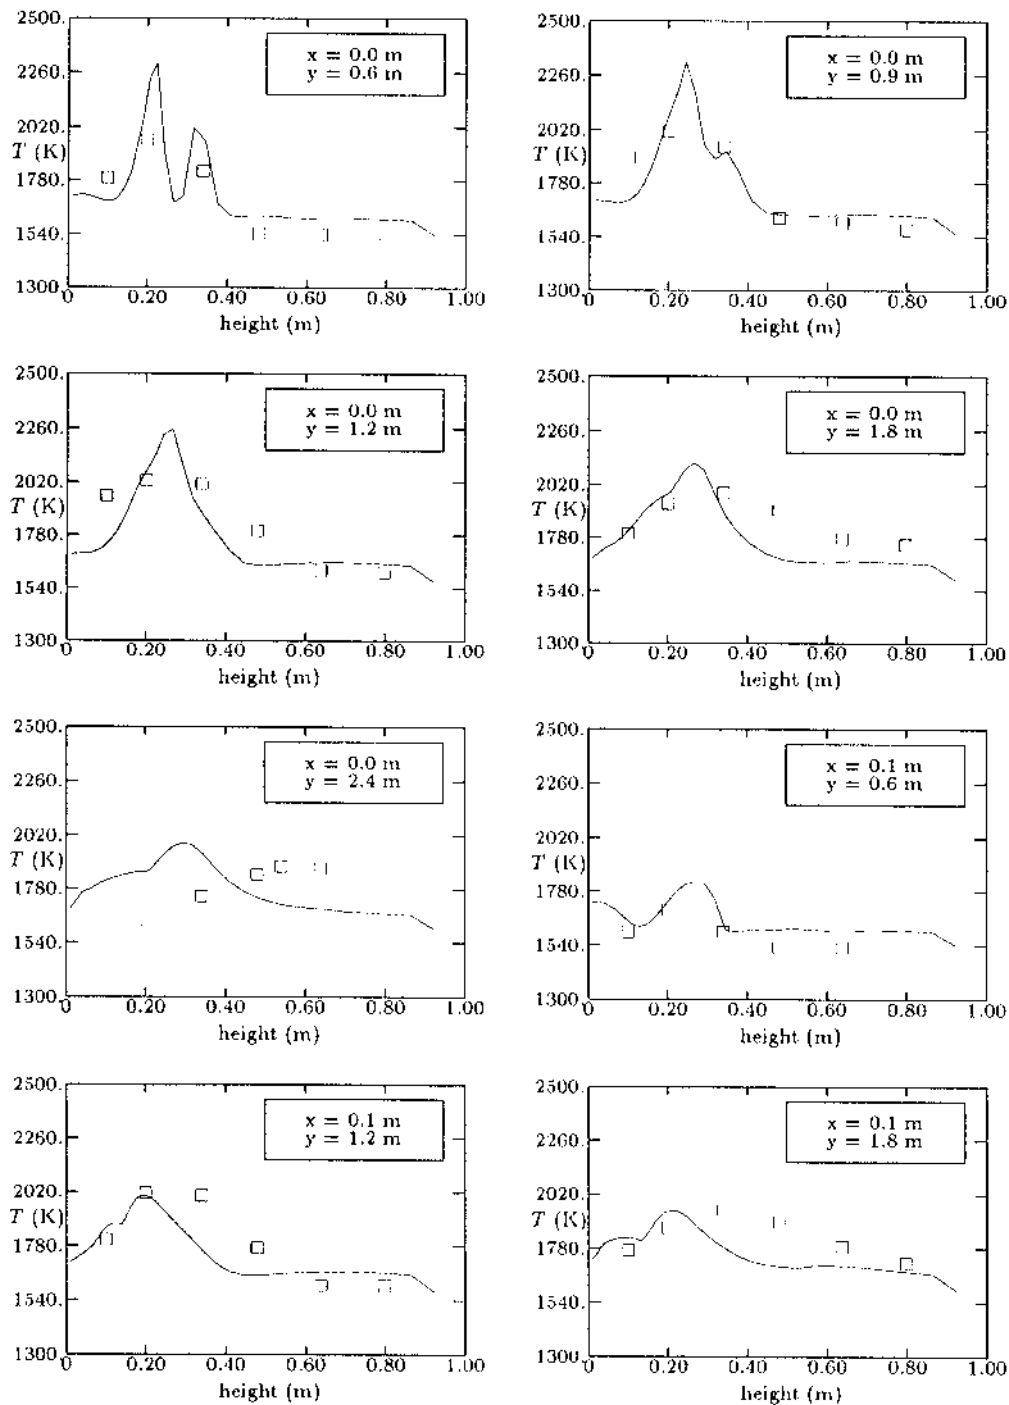 2500.
2260.
2020.
T (K)
1780.
1540.
1300.
0 0.20 0.40 0.60 0.80 1.00
height (m)
x = 0.0 m
y = 0.6 m
2500.
2260.
2020.
T (K)
1780.
1540.
1300.
0 0.20 0.40 0.60 0.80 1.00
height (m)
x = 0.0 m
y = 0.9 m
2500.
2260.
2020.
T (K)
1780.
1540.
1300.
0 0.20 0.40 0.60 0.80 1.00
height (m)
x = 0.0 m
y = 1.2 m
2500.
2260.
2020.
T (K)
1780.
1540.
1300.
0 0.20 0.40 0.60 0.80 1.00
height (m)
x = 0.0 m
y = 1.8 m
2500.
2260.
2020.
T (K)
1780.
1540.
1300.
0 0.20 0.40 0.60 0.80 1.00
height (m)
x = 0.0 m
y = 2.4 m
2500.
2260.
2020.
T (K)
1780.
1540.
1300.
0 0.20 0.40 0.60 0.80 1.00
height (m)
x = 0.1 m
y = 0.6 m
2500.
2260.
2020.
T (K)
1780.
1540.
1300.
0 0.20 0.40 0.60 0.80 1.00
height (m)
x = 0.1 m
y = 1.2 m
2500.
2260.
2020.
T (K)
1780.
1540.
1300.
0 0.20 0.40 0.60 0.80 1.00
height (m)
x = 0.1 m
y = 1.8 m